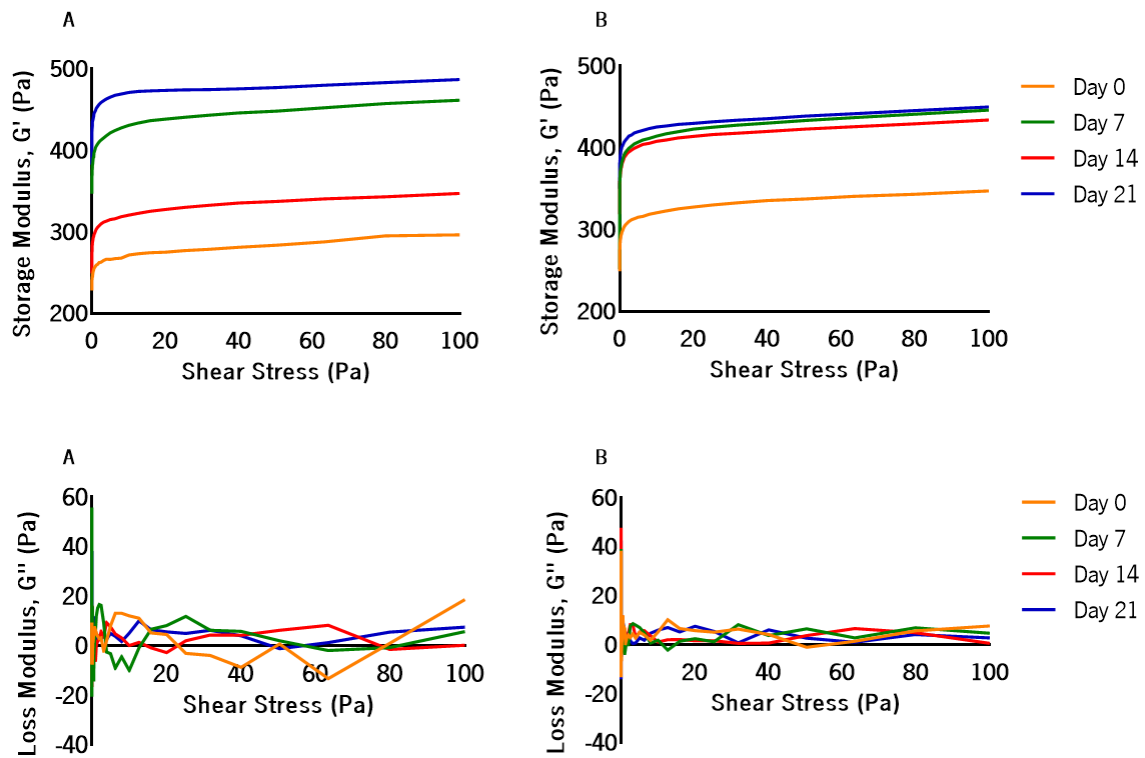 A
B
Storage Modulus, G' (Pa)
500
400
300
200
0
20
40
60
80
100
Shear Stress (Pa)
Storage Modulus, G' (Pa)
500
400
300
200
0
20
40
60
80
100
Shear Stress (Pa)
Day 0
Day 7
Day 14
Day 21
A
B
Loss Modulus, G'' (Pa)
60
40
20
0
-20
-40
20
40
60
80
100
Shear Stress (Pa)
Loss Modulus, G'' (Pa)
60
40
20
0
-20
-40
20
40
60
80
100
Shear Stress (Pa)
Day 0
Day 7
Day 14
Day 21